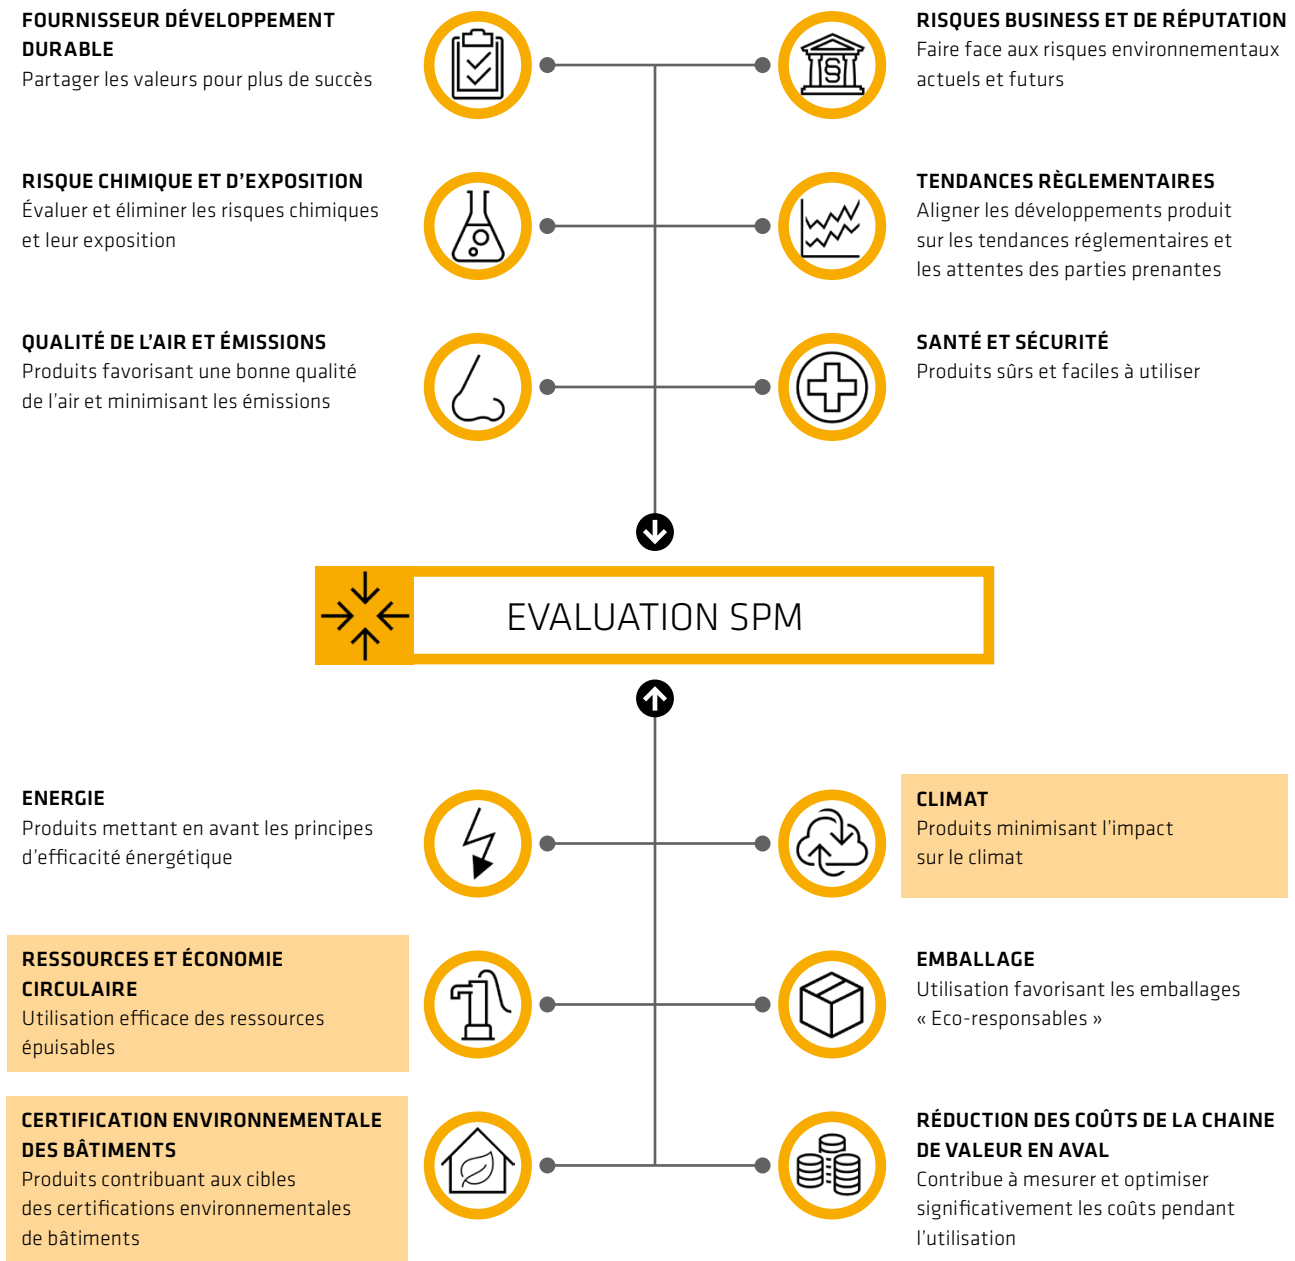 FOURNISSEUR DÉVELOPPEMENT
DURABLE
Partager les valeurs pour plus de succès
RISQUES BUSINESS ET DE RÉPUTATION
Faire face aux risques environnementaux
actuels et futurs
RISQUE CHIMIQUE ET D’EXPOSITION
Évaluer et éliminer les risques chimiques
et leur exposition
TENDANCES RÈGLEMENTAIRES
Aligner les développements produit
sur les tendances réglementaires et
les attentes des parties prenantes
QUALITÉ DE L’AIR ET ÉMISSIONS
Produits favorisant une bonne qualité
de l’air et minimisant les émissions
SANTÉ ET SÉCURITÉ
Produits sûrs et faciles à utiliser
EVALUATION SPM
ENERGIE
Produits mettant en avant les principes
d’efficacité énergétique
CLIMAT
Produits minimisant l’impact
sur le climat
RESSOURCES ET ÉCONOMIE
CIRCULAIRE
Utilisation efficace des ressources
épuisables
EMBALLAGE
Utilisation favorisant les emballages
« Eco-responsables »
CERTIFICATION ENVIRONNEMENTALE
DES BÂTIMENTS
Produits contribuant aux cibles
des certifications environnementales
de bâtiments
RÉDUCTION DES COÛTS DE LA CHAINE
DE VALEUR EN AVAL
Contribue à mesurer et optimiser
significativement les coûts pendant
l’utilisation